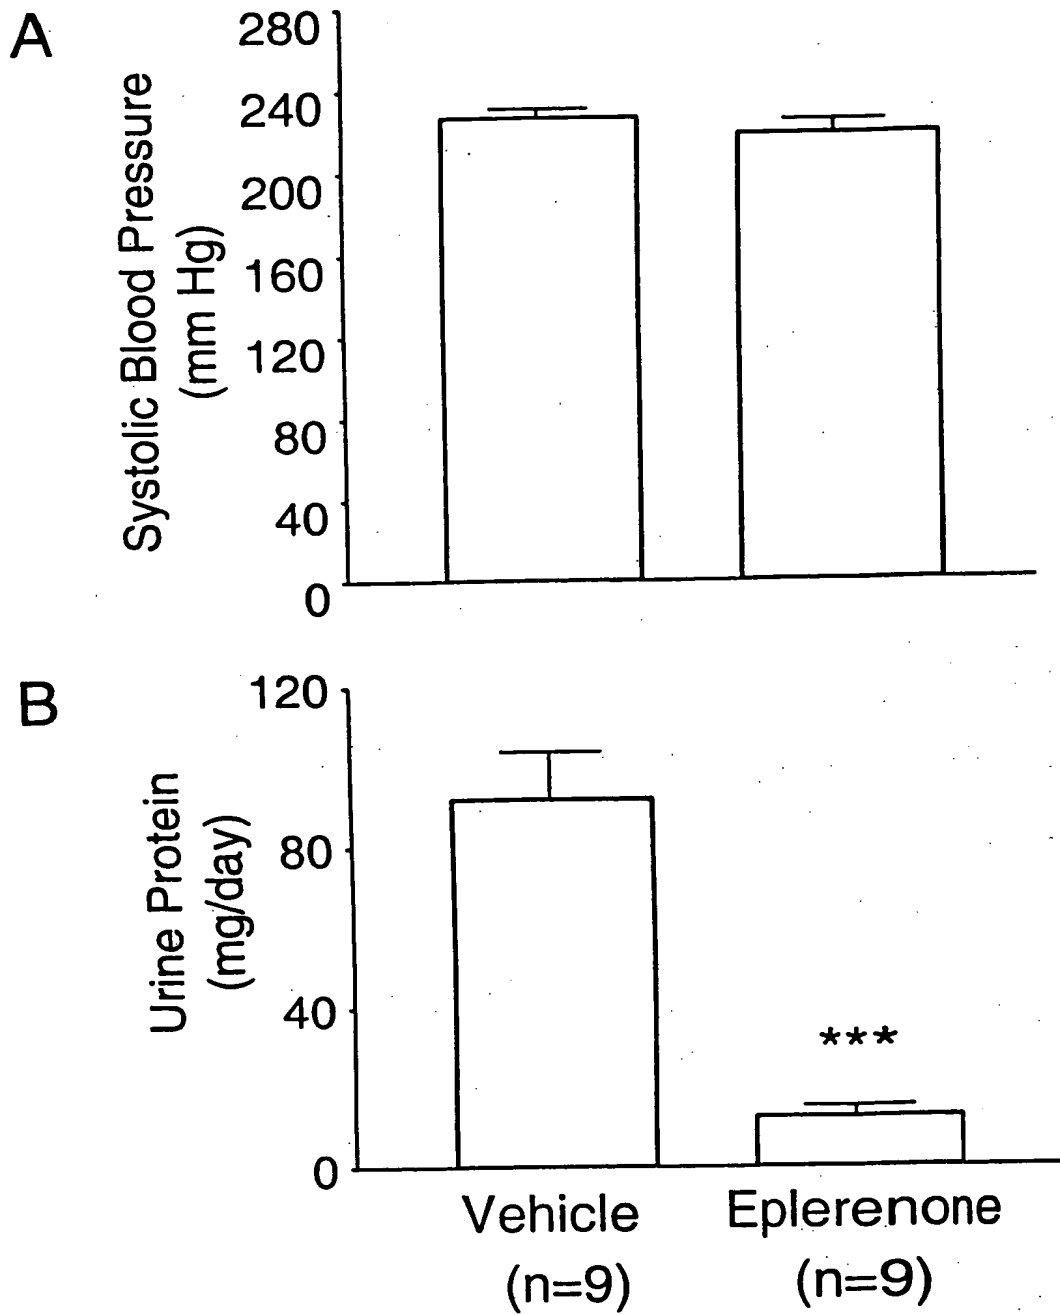 A
Systolic Blood Pressure
(mm Hg)
280
240
200
160
120
80
40
0
B
Urine Protein
(mg/day)
120
80
40
0
***
Vehicle
(n=9)
Eplerenone
(n=9)